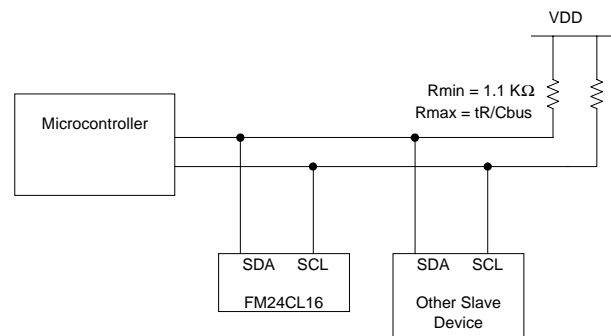 VDD
Rmin = 1.1 KΩ
Rmax = tR/Cbus
Microcontroller
SDA SCL
FM24CL16
SDA SCL
Other Slave
Device